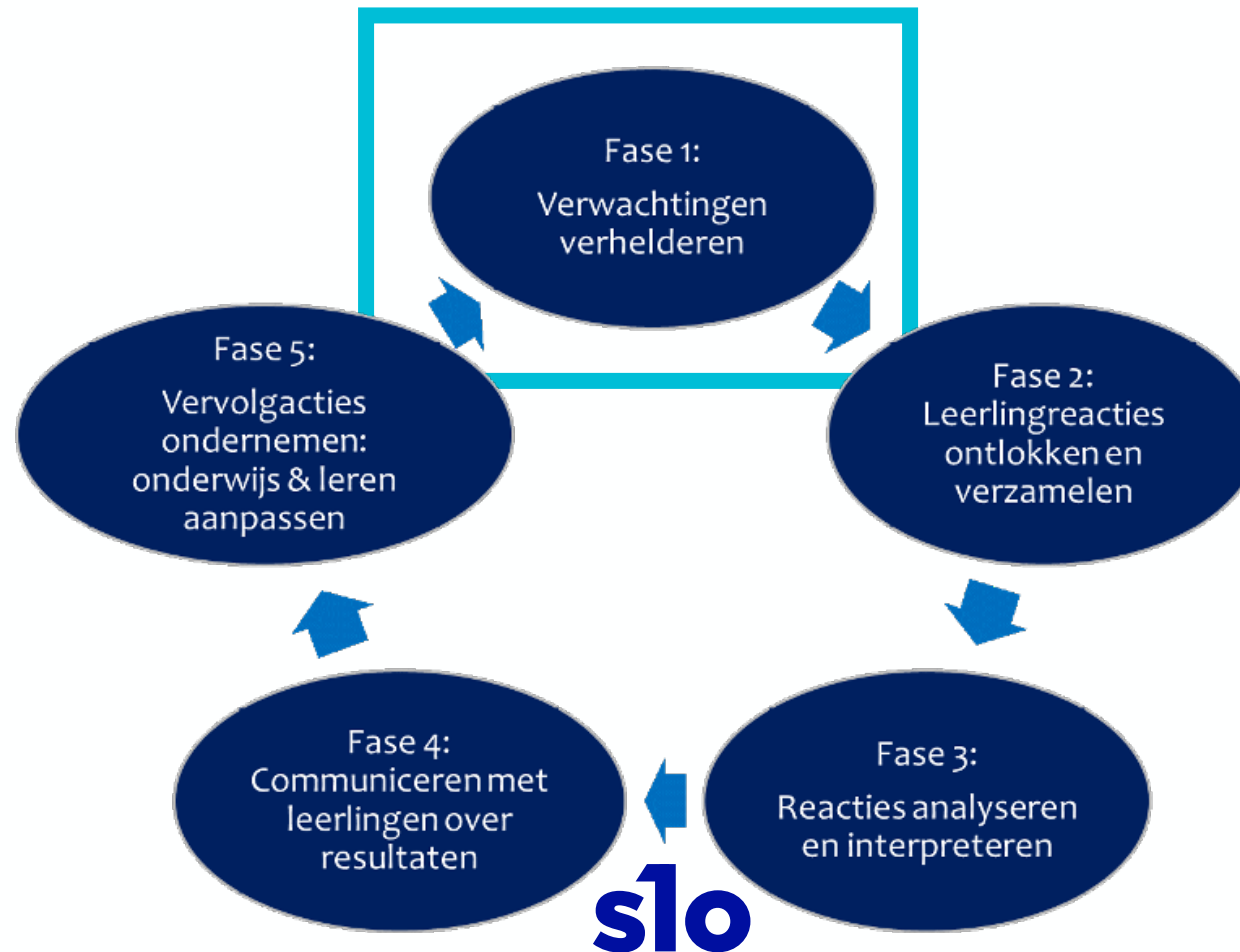 Fase 1:
Verwachtingen
verhelderen
Fase 2:
Leerlingreacties
ontlokken en
verzamelen
Fase 3:
Reacties analyseren
en interpreteren
Fase 4:
Communiceren met
leerlingen over
resultaten
Fase 5:
Vervolgacties
ondernemen:
onderwijs & leren
aanpassen
slo